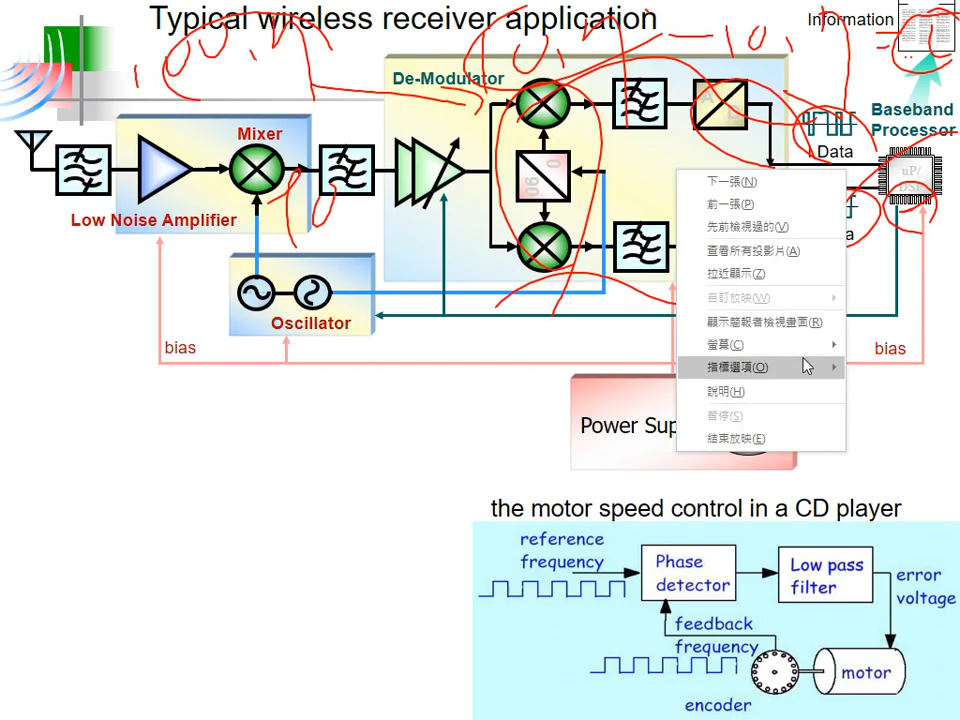 Typical wireless receiver application
Information
De-Modulator
Baseband
Processor
Mixer
A
D
I Data
0
90
uP/
DSP
Low Noise Amplifier
Oscillator
bias
bias
Power Sup
下一張(N)
前一張(P)
先前檢視過的(V)
查看所有投影片(A)
拉近顯示(Z)
自訂放映(W)
顯示簡報者檢視畫面(R)
螢幕(C)
指標選項(O)
說明(H)
暫停(S)
結束放映(E)
the motor speed control in a CD player
reference
frequency
Phase
detector
Low pass
filter
error
voltage
feedback
frequency
motor
encoder